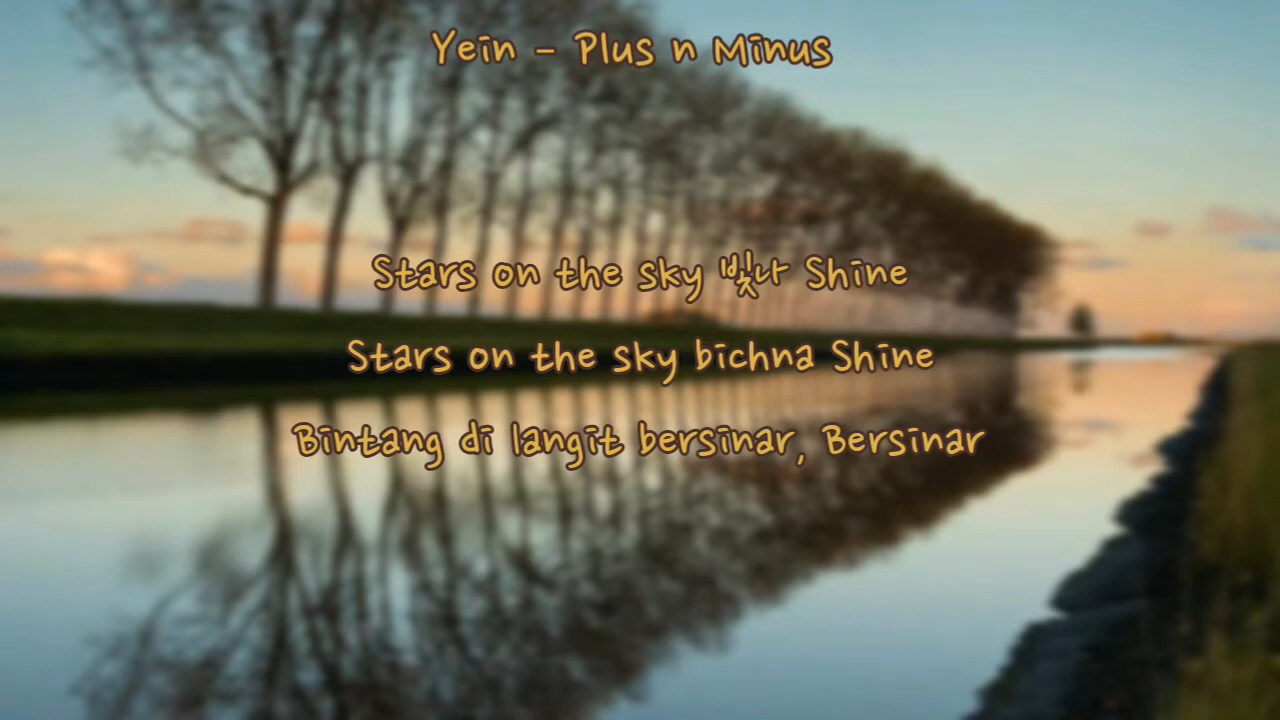 Yein - Plus n Minus
Stars on the sky 빛나 Shine
Stars on the sky bichna Shine
Bintang di langit bersinar, Bersinar